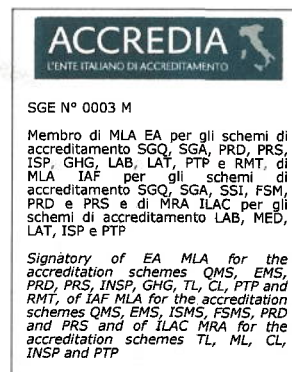 ACCREDIA
L'ENTE ITALIANO DI ACCREDITAMENTO
SGE N° 0003 M
Membro di MLA EA per gli schemi di
accreditamento SGQ, SGA, PRD, PRS,
ISP, GHG, LAB, LAT, PTP e RMT, di
MLA IAF per gli schemi di
accreditamento SGQ, SGA, SSI, FSM,
PRD e PRS e di MRA ILAC per gli
schemi di accreditamento LAB, MED,
LAT, ISP e PTP
Signatory of EA MLA for the
accreditation schemes QMS, EMS,
PRD, PRS, INSP, GHG, TL, CL, PTP and
RMT, of IAF MLA for the accreditation
schemes QMS, EMS, ISMS, FSMS, PRD
and PRS and of ILAC MRA for the
accreditation schemes TL, ML, CL,
INSP and PTP